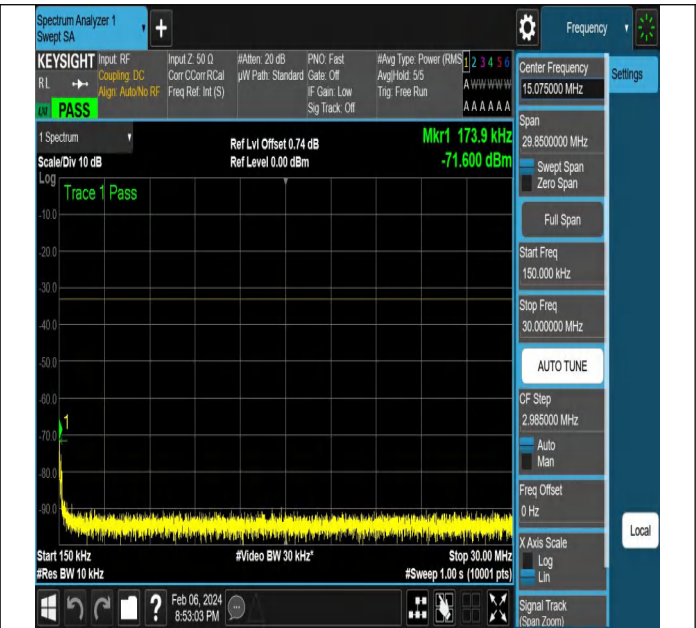 Spectrum Analyzer 1
Swept SA
+
Frequency
KEYSIGHT
Input: RF
Coupling: DC
Align: Auto/No RF
Input Z: 50 Ω
Corr CCorr RCal
Freq Ref: Int (S)
#Atten: 20 dB
µW Path: Standard
PNO: Fast
Gate: Off
IF Gain: Low
Sig Track: Off
#Avg Type: Power (RMS
Avg|Hold: 5/5
Trig: Free Run
1 2 3 4 5 6
A W W W W W
A A A A A A
RL
PASS
1 Spectrum
Scale/Div 10 dB
Ref Lvl Offset 0.74 dB
Ref Level 0.00 dBm
Mkr1 173.9 kHz
-71.600 dBm
Log
Trace 1 Pass
-10.0
-20.0
-30.0
-40.0
-50.0
-60.0
1
-70.0
-80.0
-90.0
Start 150 kHz
#Video BW 30 kHz*
Stop 30.00 MHz
#Res BW 10 kHz
#Sweep 1.00 s (10001 pts)
Center Frequency
15.075000 MHz
Settings
Span
29.8500000 MHz
Swept Span
Zero Span
Full Span
Start Freq
150.000 kHz
Stop Freq
30.000000 MHz
AUTO TUNE
CF Step
2.985000 MHz
Auto
Man
Freq Offset
0 Hz
X Axis Scale
Log
Lin
Local
Signal Track
(Span Zoom)
?
Feb 06, 2024
8:53:03 PM